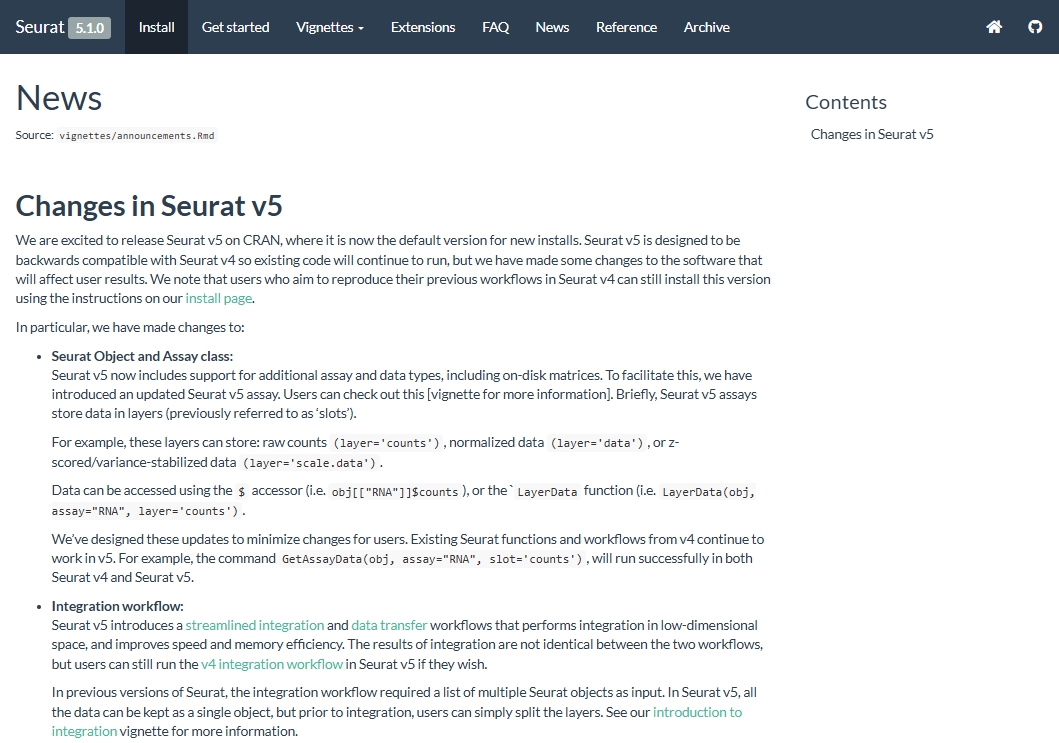 Seurat 5.1.0 Install Get started Vignettes Extensions FAQ News Reference Archive
News
Source: vignettes/announcements.Rmd
Contents
Changes in Seurat v5
Changes in Seurat v5
We are excited to release Seurat v5 on CRAN, where it is now the default version for new installs. Seurat v5 is designed to be
backwards compatible with Seurat v4 so existing code will continue to run, but we have made some changes to the software that
will affect user results. We note that users who aim to reproduce their previous workflows in Seurat v4 can still install this version
using the instructions on our install page.
In particular, we have made changes to:
• Seurat Object and Assay class:
Seurat v5 now includes support for additional assay and data types, including on-disk matrices. To facilitate this, we have
introduced an updated Seurat v5 assay. Users can check out this [vignette for more information]. Briefly, Seurat v5 assays
store data in layers (previously referred to as ‘slots’).
For example, these layers can store: raw counts (layer='counts'), normalized data (layer='data'), or z-
scored/variance-stabilized data (layer='scale.data').
Data can be accessed using the $ accessor (i.e. obj[["RNA"]]$counts), or the` LayerData function (i.e. LayerData(obj,
assay="RNA", layer='counts').
We’ve designed these updates to minimize changes for users. Existing Seurat functions and workflows from v4 continue to
work in v5. For example, the command GetAssayData(obj, assay="RNA", slot='counts'), will run successfully in both
Seurat v4 and Seurat v5.
• Integration workflow:
Seurat v5 introduces a streamlined integration and data transfer workflows that performs integration in low-dimensional
space, and improves speed and memory efficiency. The results of integration are not identical between the two workflows,
but users can still run the v4 integration workflow in Seurat v5 if they wish.
In previous versions of Seurat, the integration workflow required a list of multiple Seurat objects as input. In Seurat v5, all
the data can be kept as a single object, but prior to integration, users can simply split the layers. See our introduction to
integration vignette for more information.